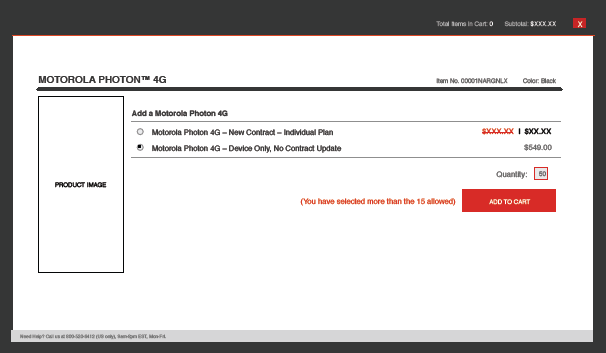 Total Items in Cart: 0 Subtotal: $XXX.XX X
MOTOROLA PHOTON™ 4G Item No. 00001NARGNLX Color: Black
Add a Motorola Photon 4G
Motorola Photon 4G – New Contract – Individual Plan $XXX.XX | $XX.XX
Motorola Photon 4G – Device Only, No Contract Update $549.00
PRODUCT IMAGE
Quantity: 50
(You have selected more than the 15 allowed) ADD TO CART
Need Help? Call us at (US only), EST, Mon-Fri.